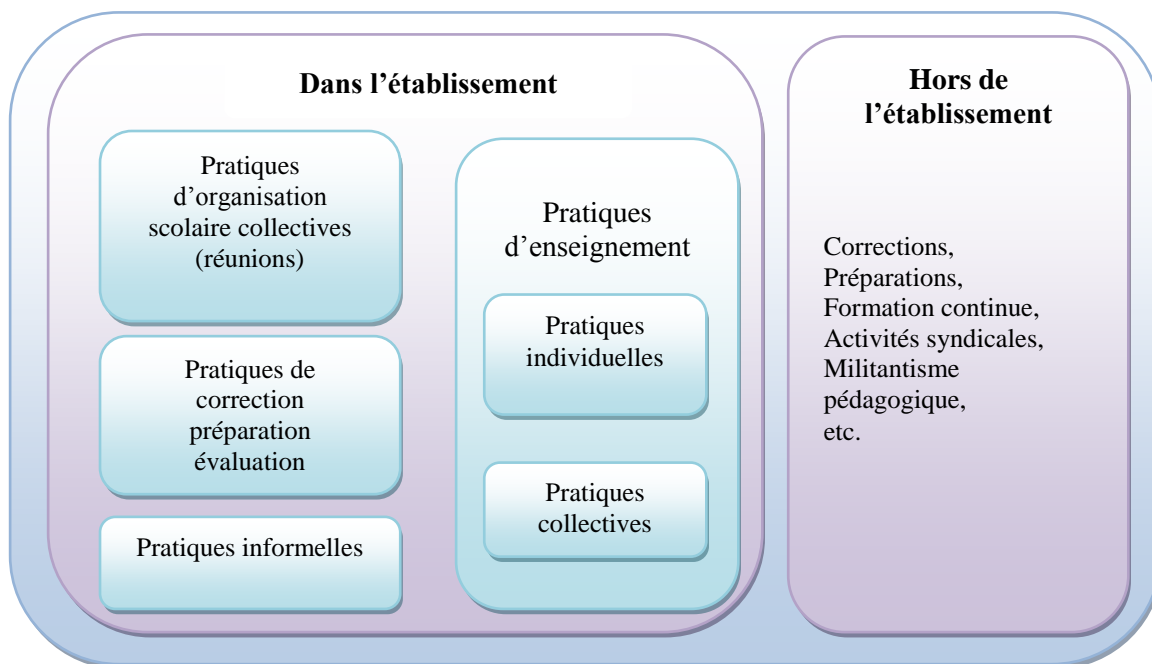 Dans l’établissement
Pratiques
d’organisation
scolaire collectives
(réunions)
Pratiques de
correction
préparation
évaluation
Pratiques informelles
Pratiques
d’enseignement
Pratiques
individuelles
Pratiques
collectives
Hors de
l’établissement
Corrections,
Préparations,
Formation continue,
Activités syndicales,
Militantisme
pédagogique,
etc.